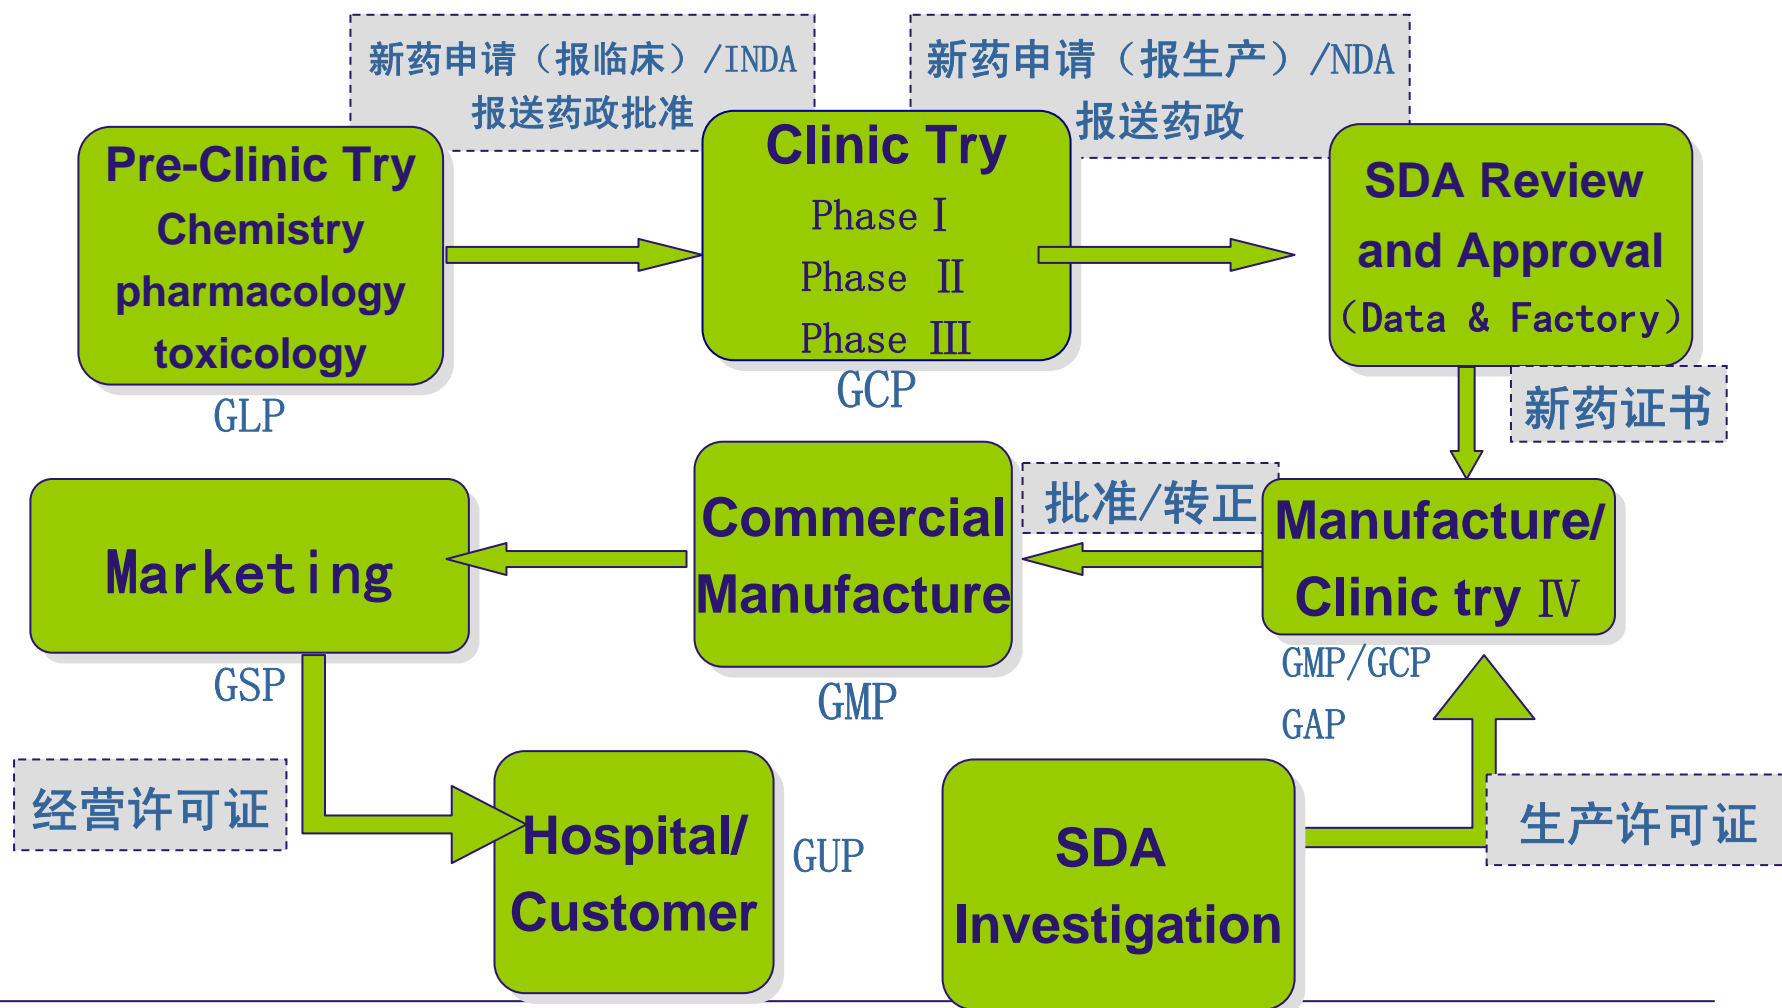 新药申请（报临床）/INDA
报送药政批准
新药申请（报生产）/NDA
报送药政
Pre-Clinic Try
Chemistry
pharmacology
toxicology
GLP
Clinic Try
Phase Ⅰ
Phase Ⅱ
Phase Ⅲ
GCP
SDA Review
and Approval
（Data & Factory）
新药证书
Marketing
GSP
Commercial
Manufacture
GMP
批准/转正
Manufacture/
Clinic try Ⅳ
GMP/GCP
GAP
经营许可证
Hospital/
Customer
GUP
SDA
Investigation
生产许可证